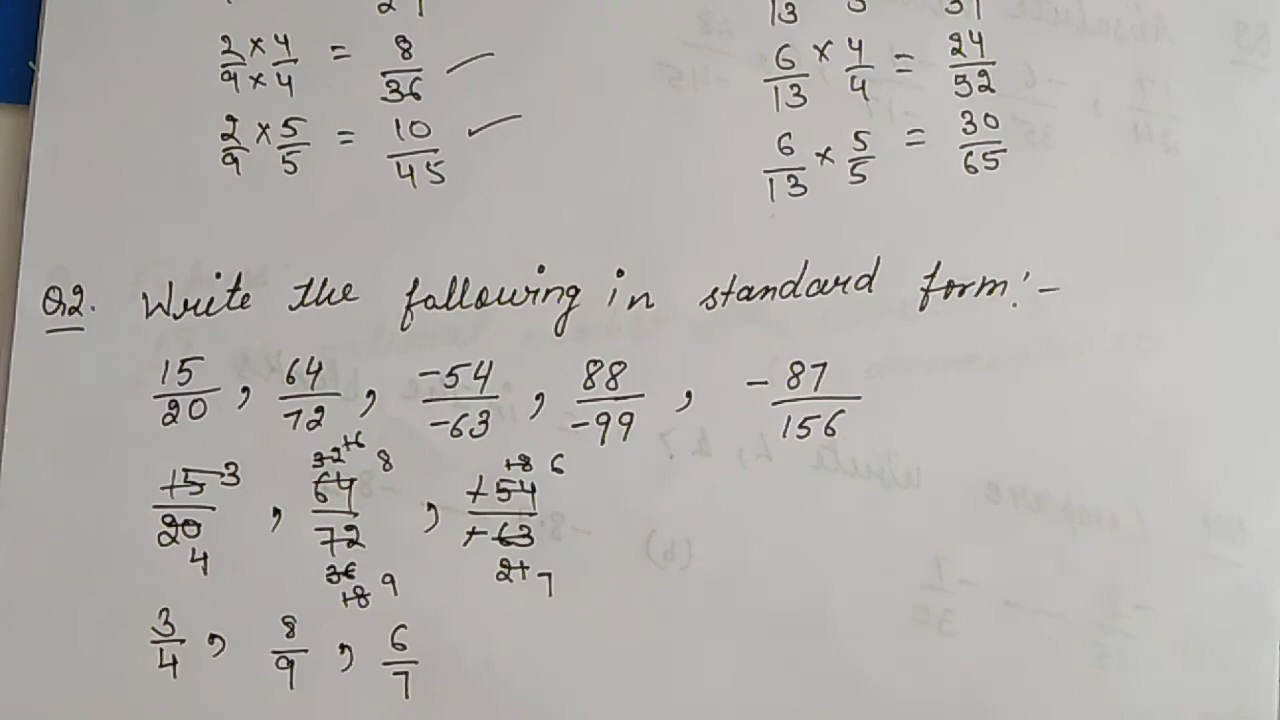 2/9 × 4/4 = 8/36 ✓
2/9 × 5/5 = 10/45 ✓
6/13 × 4/4 = 24/52
6/13 × 5/5 = 30/65
Q2. Write the following in standard form:-
15/20, 64/72, -54/-63, 88/-99, -87/156
15/20 3 4, 64/72 32 16 8 36 18 9, -54/-63 18 6 21 7
3/4, 8/9, 6/7